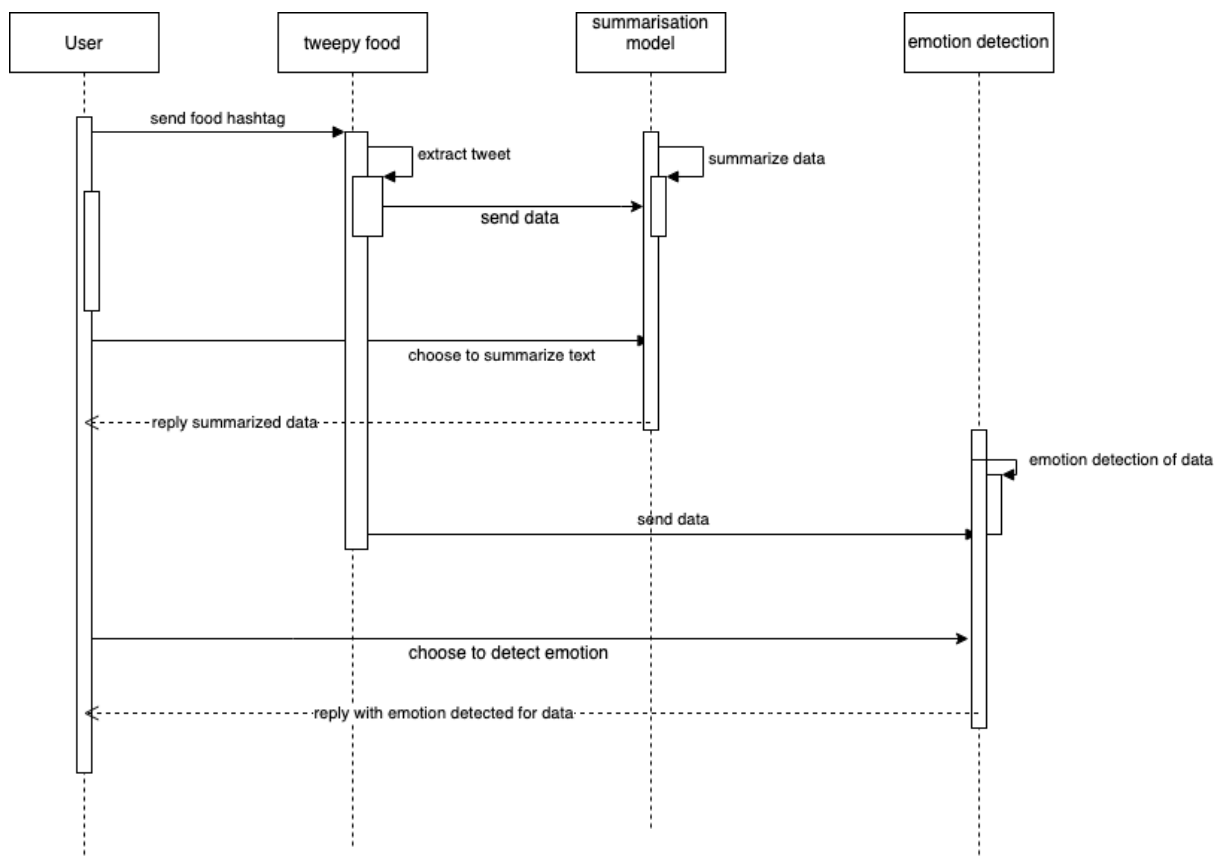 User
tweepy food
summarisation
model
emotion detection
send food hashtag
extract tweet
summarize data
send data
choose to summarize text
reply summarized data
emotion detection of data
send data
choose to detect emotion
reply with emotion detected for data